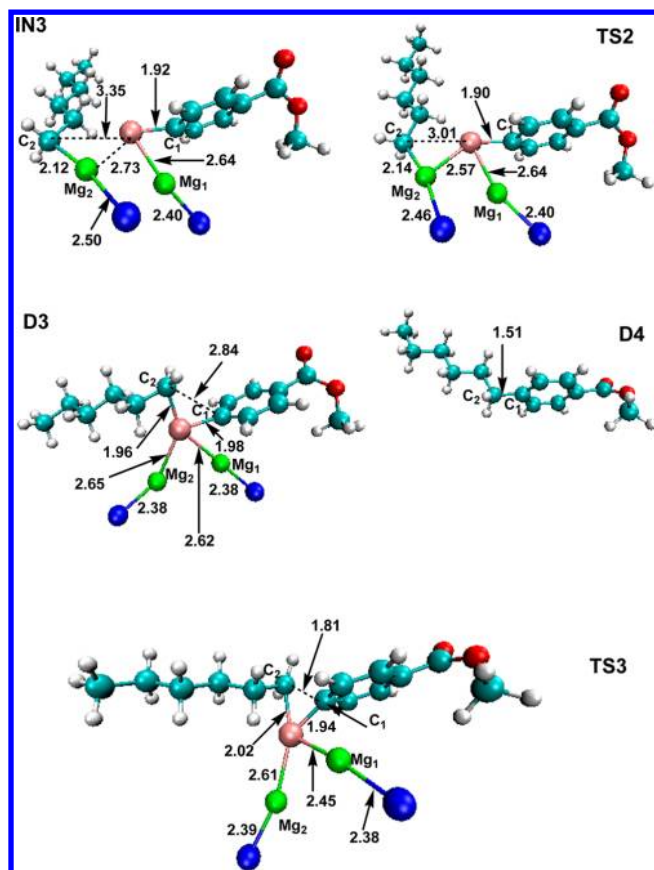 IN3
3.35
1.92
C2
C1
2.12
2.73
2.64
Mg2
Mg1
2.50
2.40
TS2
1.90
C2
3.01
C1
2.14
2.57
2.64
Mg2
Mg1
2.46
2.40
D3
2.84
C2
C1
1.96
1.98
Mg2
Mg1
2.65
2.38
2.38
2.62
D4
1.51
C2
C1
TS3
1.81
C2
C1
1.94
2.02
Mg1
2.61
2.45
Mg2
2.39
2.38